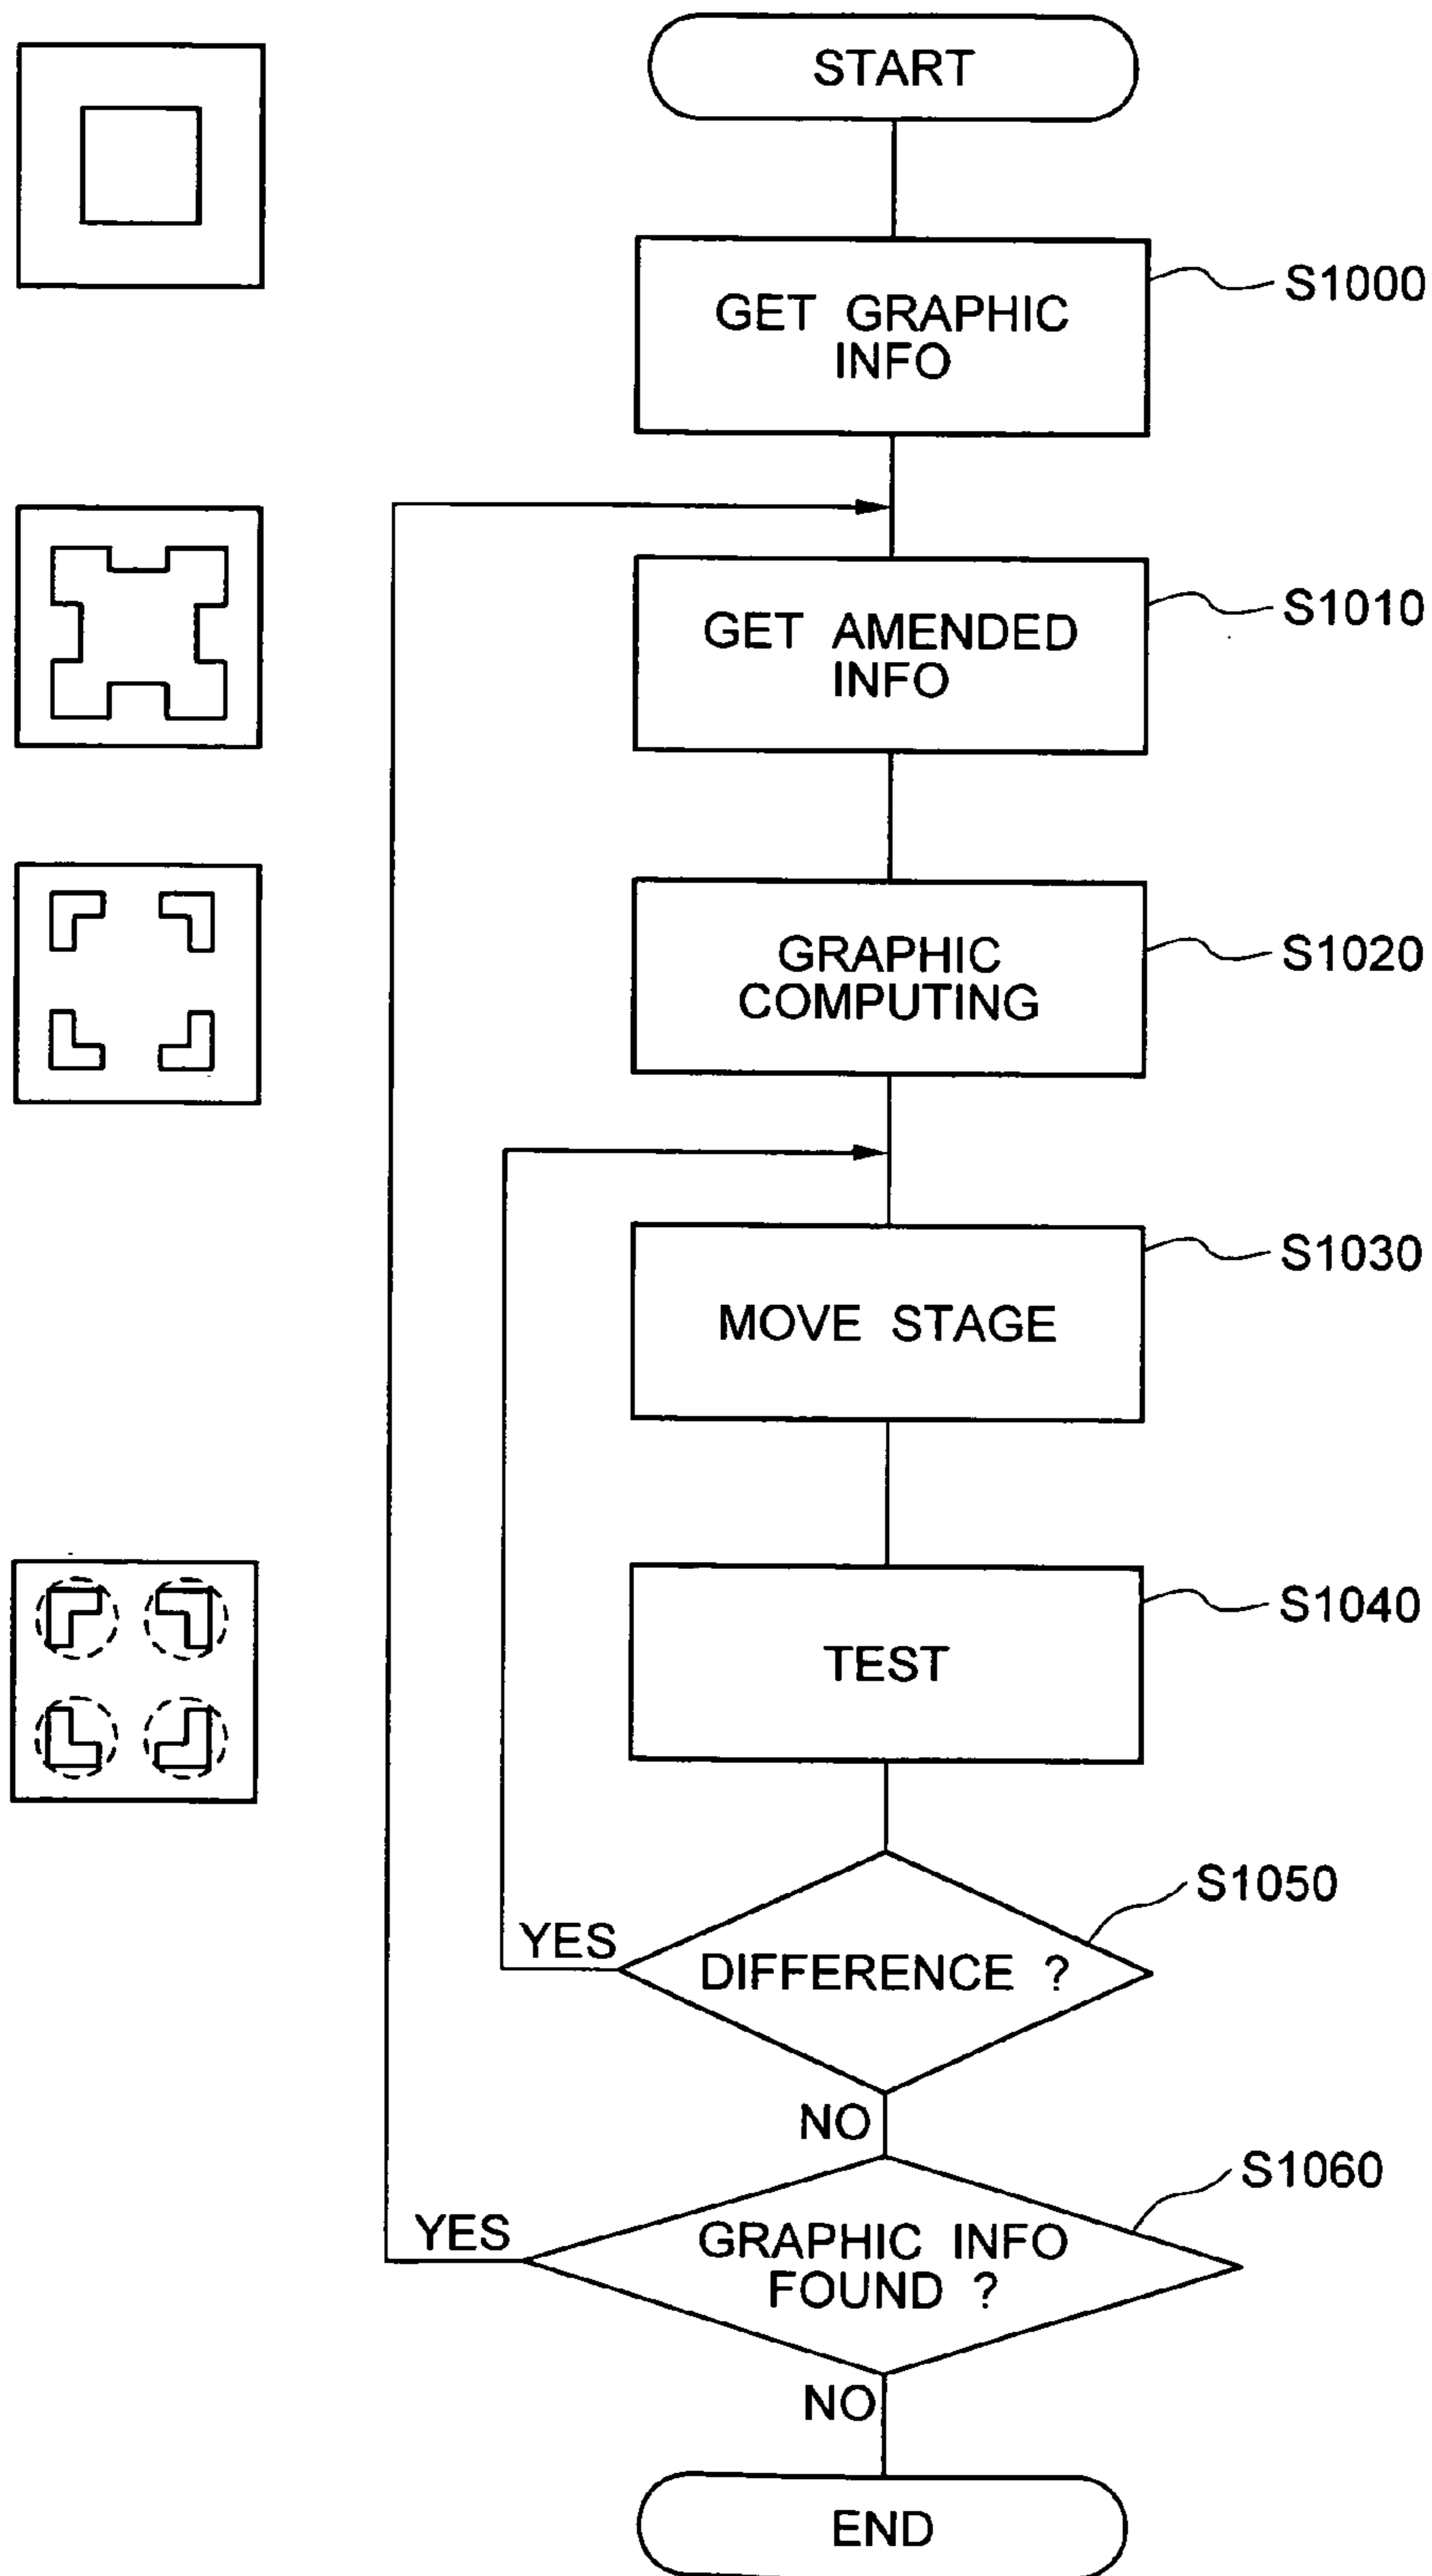 START
GET GRAPHIC
INFO
S1000
GET AMENDED
INFO
S1010
GRAPHIC
COMPUTING
S1020
MOVE STAGE
S1030
TEST
S1040
DIFFERENCE ?
S1050
YES
NO
GRAPHIC INFO
FOUND ?
S1060
YES
NO
END